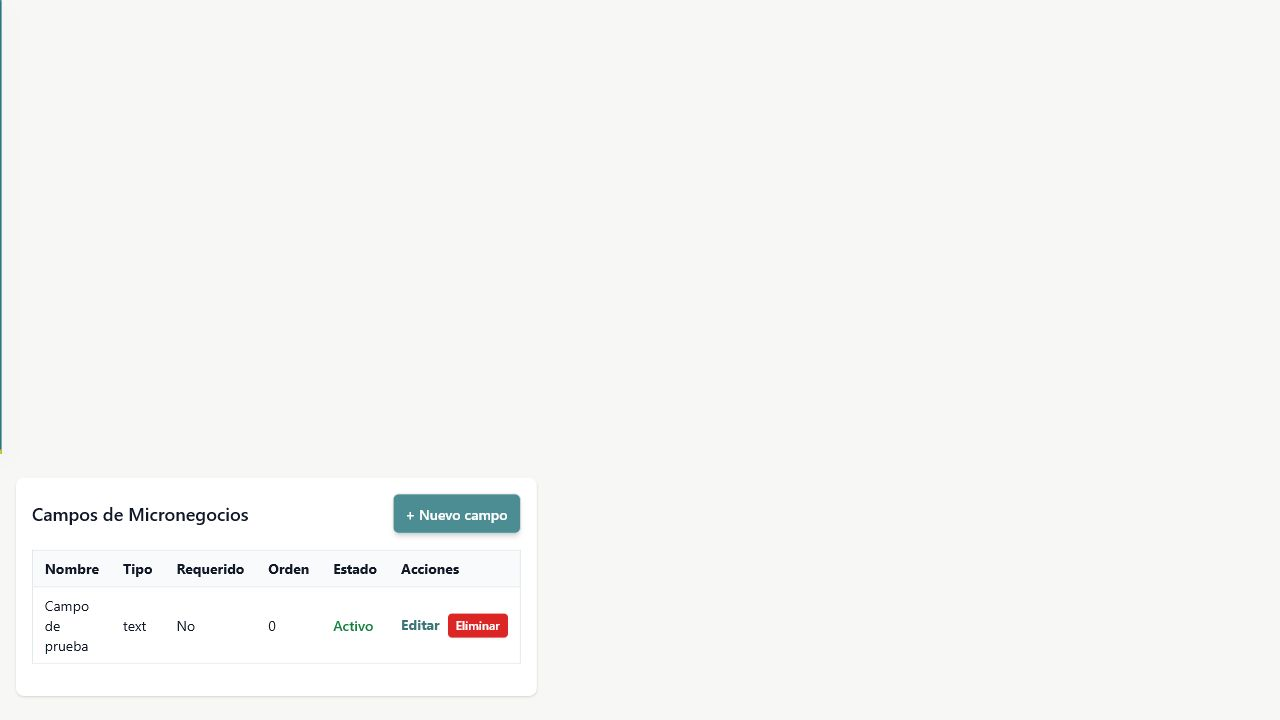 Campos de Micronegocios
+ Nuevo campo
Nombre Tipo Requerido Orden Estado Acciones
Campo
de
prueba
text No 0 Activo Editar Eliminar